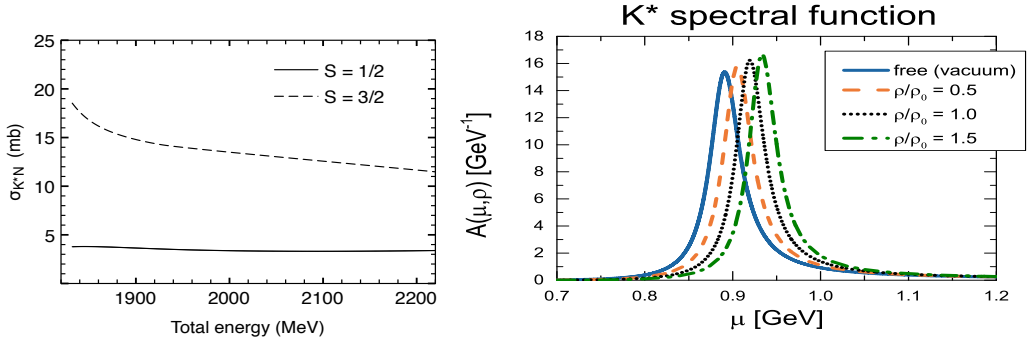 K* spectral function
25
20
15
10
5
σK*N (mb)
S = 1/2
S = 3/2
1900
2000
2100
2200
Total energy (MeV)
18
16
14
12
10
8
6
4
2
0
A(μ,ρ) [GeV⁻¹]
free (vacuum)
ρ/ρ₀ = 0.5
ρ/ρ₀ = 1.0
ρ/ρ₀ = 1.5
0.7
0.8
0.9
1.0
1.1
1.2
μ [GeV]